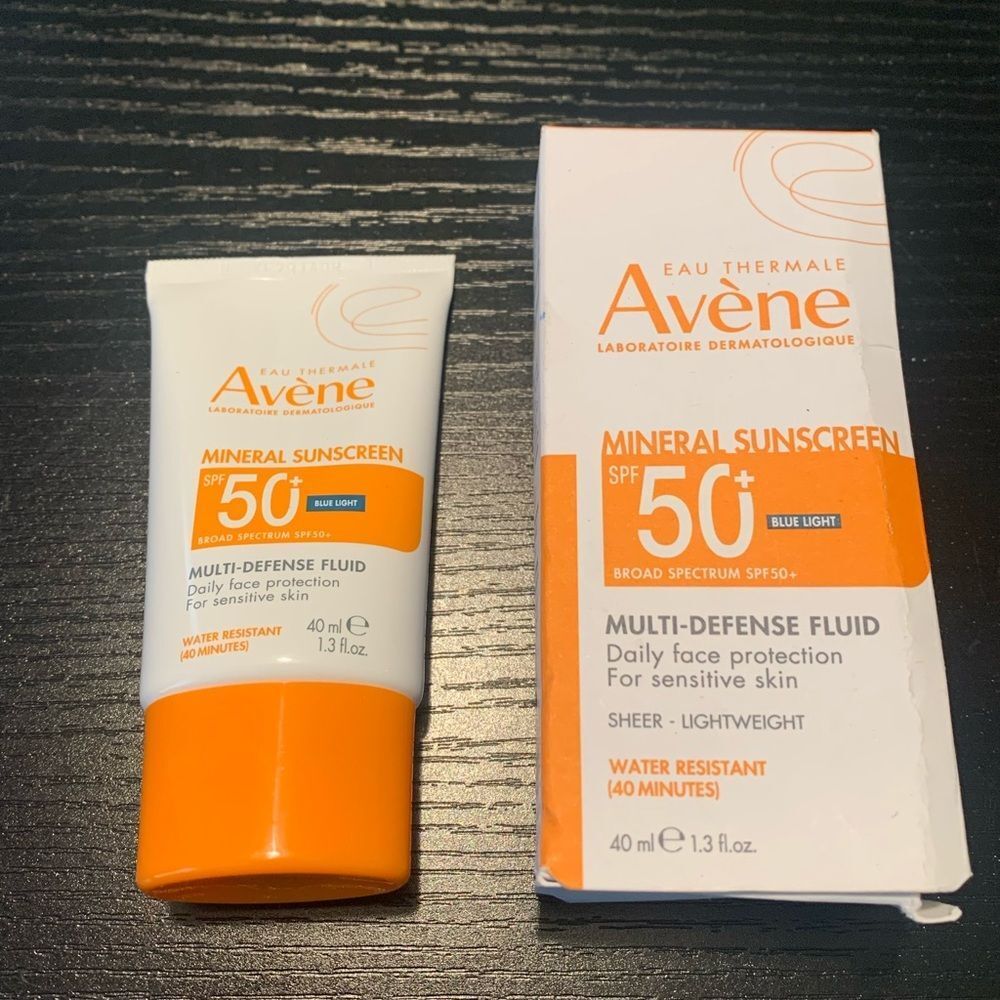 EAU THERMALE
Avène
LABORATOIRE DERMATOLOGIQUE
MINERAL SUNSCREEN
SPF 50+ BLUE LIGHT
BROAD SPECTRUM SPF50+
MULTI-DEFENSE FLUID
Daily face protection
For sensitive skin
WATER RESISTANT
(40 MINUTES)
40 ml ℮
1.3 fl.oz.
EAU THERMALE
Avène
LABORATOIRE DERMATOLOGIQUE
MINERAL SUNSCREEN
SPF 50+ BLUE LIGHT
BROAD SPECTRUM SPF50+
MULTI-DEFENSE FLUID
Daily face protection
For sensitive skin
SHEER - LIGHTWEIGHT
WATER RESISTANT
(40 MINUTES)
40 ml ℮ 1.3 fl.oz.